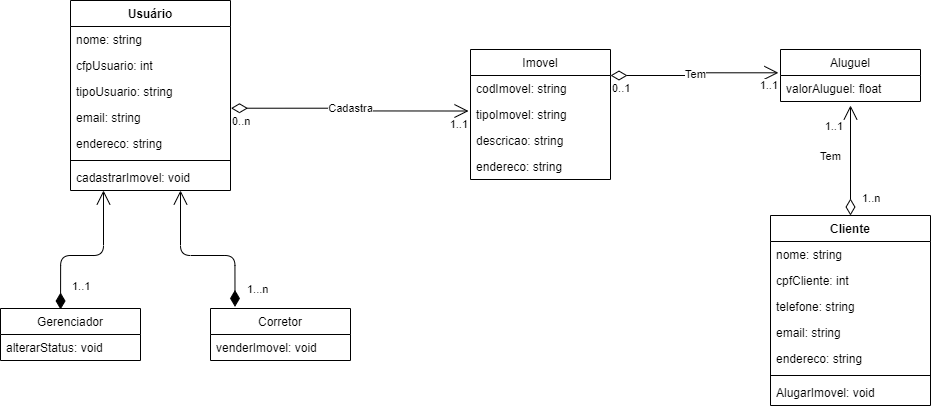 Usuário
nome: string
cfpUsuario: int
tipoUsuario: string
email: string
endereco: string
cadastrarImovel: void
0..n
Cadastra
1..1
Imovel
codImovel: string
tipoImovel: string
descricao: string
endereco: string
0..1
Tem
1..1
Aluguel
valorAluguel: float
1..1
Tem
1..n
Cliente
nome: string
cpfCliente: int
telefone: string
email: string
endereco: string
AlugarImovel: void
1..1
Gerenciador
alterarStatus: void
1...n
Corretor
venderImovel: void